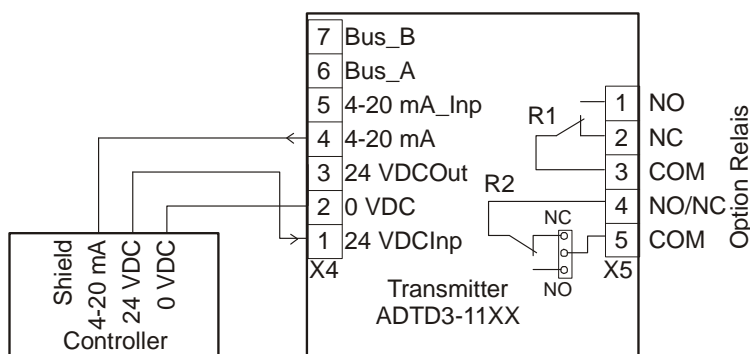 7 Bus_B
6 Bus_A
5 4-20 mA_Inp
4 4-20 mA
3 24 VDCOut
2 0 VDC
1 24 VDCInp
X4
R1
R2
NC
NO
1 NO
2 NC
3 COM
4 NO/NC
5 COM
X5
Option Relais
Transmitter
ADTD3-11XX
Shield
4-20 mA
24 VDC
0 VDC
Controller